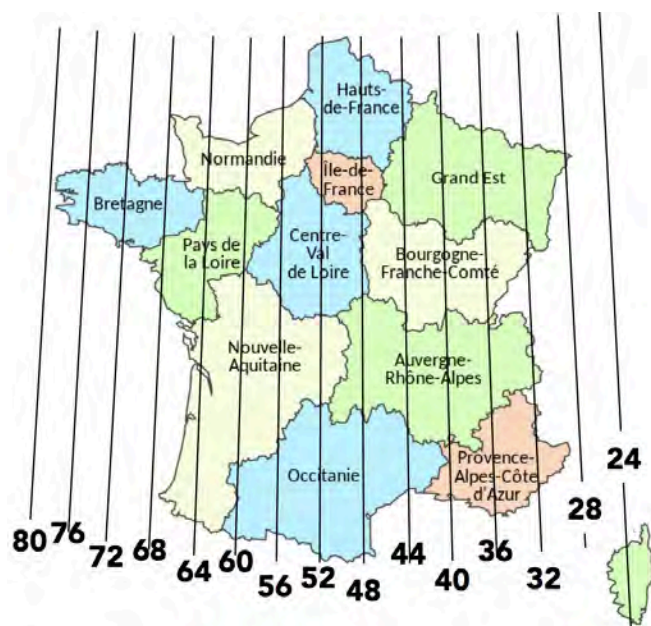 Hauts-
de-France
Normandie
Île-de-
France
Grand Est
Bretagne
Pays de
la Loire
Centre-
Val
de Loire
Bourgogne-
Franche-Comté
Nouvelle-
Aquitaine
Auvergne-
Rhône-Alpes
Occitanie
Provence-
Alpes-Côte
d'Azur
24
28
80
76
72
68
64
60
56
52
48
44
40
36
32